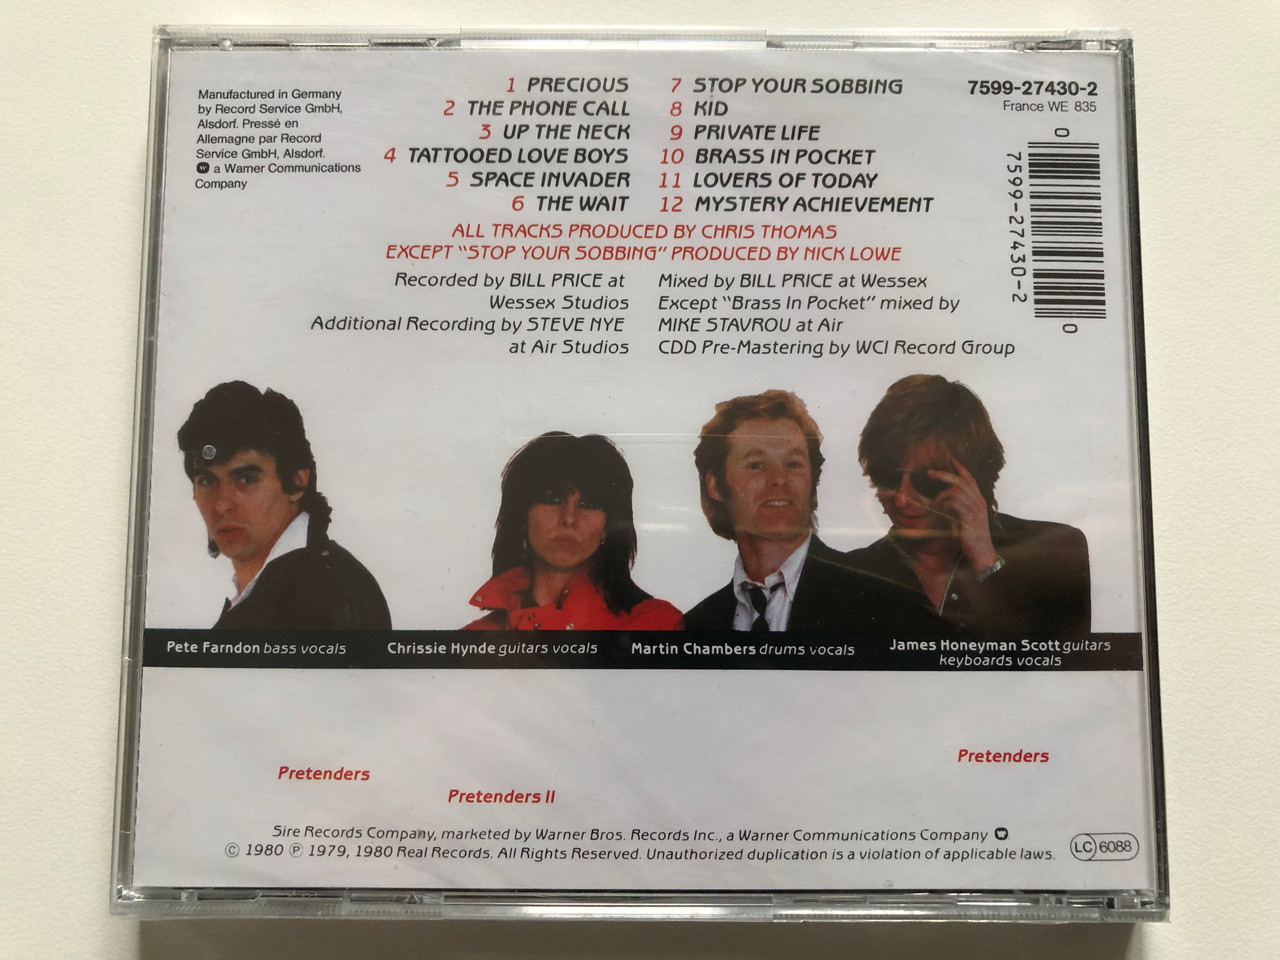 Manufactured in Germany
by Record Service GmbH,
Alsdorf. Pressé en
Allemagne par Record
Service GmbH, Alsdorf.
a Warner Communications
Company
1 PRECIOUS
2 THE PHONE CALL
3 UP THE NECK
4 TATTOOED LOVE BOYS
5 SPACE INVADER
6 THE WAIT
7 STOP YOUR SOBBING
8 KID
9 PRIVATE LIFE
10 BRASS IN POCKET
11 LOVERS OF TODAY
12 MYSTERY ACHIEVEMENT
7599-27430-2
France WE 835
0
7599-27430-2
0
ALL TRACKS PRODUCED BY CHRIS THOMAS
EXCEPT "STOP YOUR SOBBING" PRODUCED BY NICK LOWE
Recorded by BILL PRICE at
Wessex Studios
Additional Recording by STEVE NYE
at Air Studios
Mixed by BILL PRICE at Wessex
Except "Brass In Pocket" mixed by
MIKE STAVROU at Air
CDD Pre-Mastering by WCI Record Group
Pete Farndon bass vocals
Chrissie Hynde guitars vocals
Martin Chambers drums vocals
James Honeyman Scott guitars
keyboards vocals
Pretenders
Pretenders
Pretenders II
Sire Records Company, marketed by Warner Bros. Records Inc., a Warner Communications Company
© 1980 ℗ 1979, 1980 Real Records. All Rights Reserved. Unauthorized duplication is a violation of applicable laws.
LC 6088